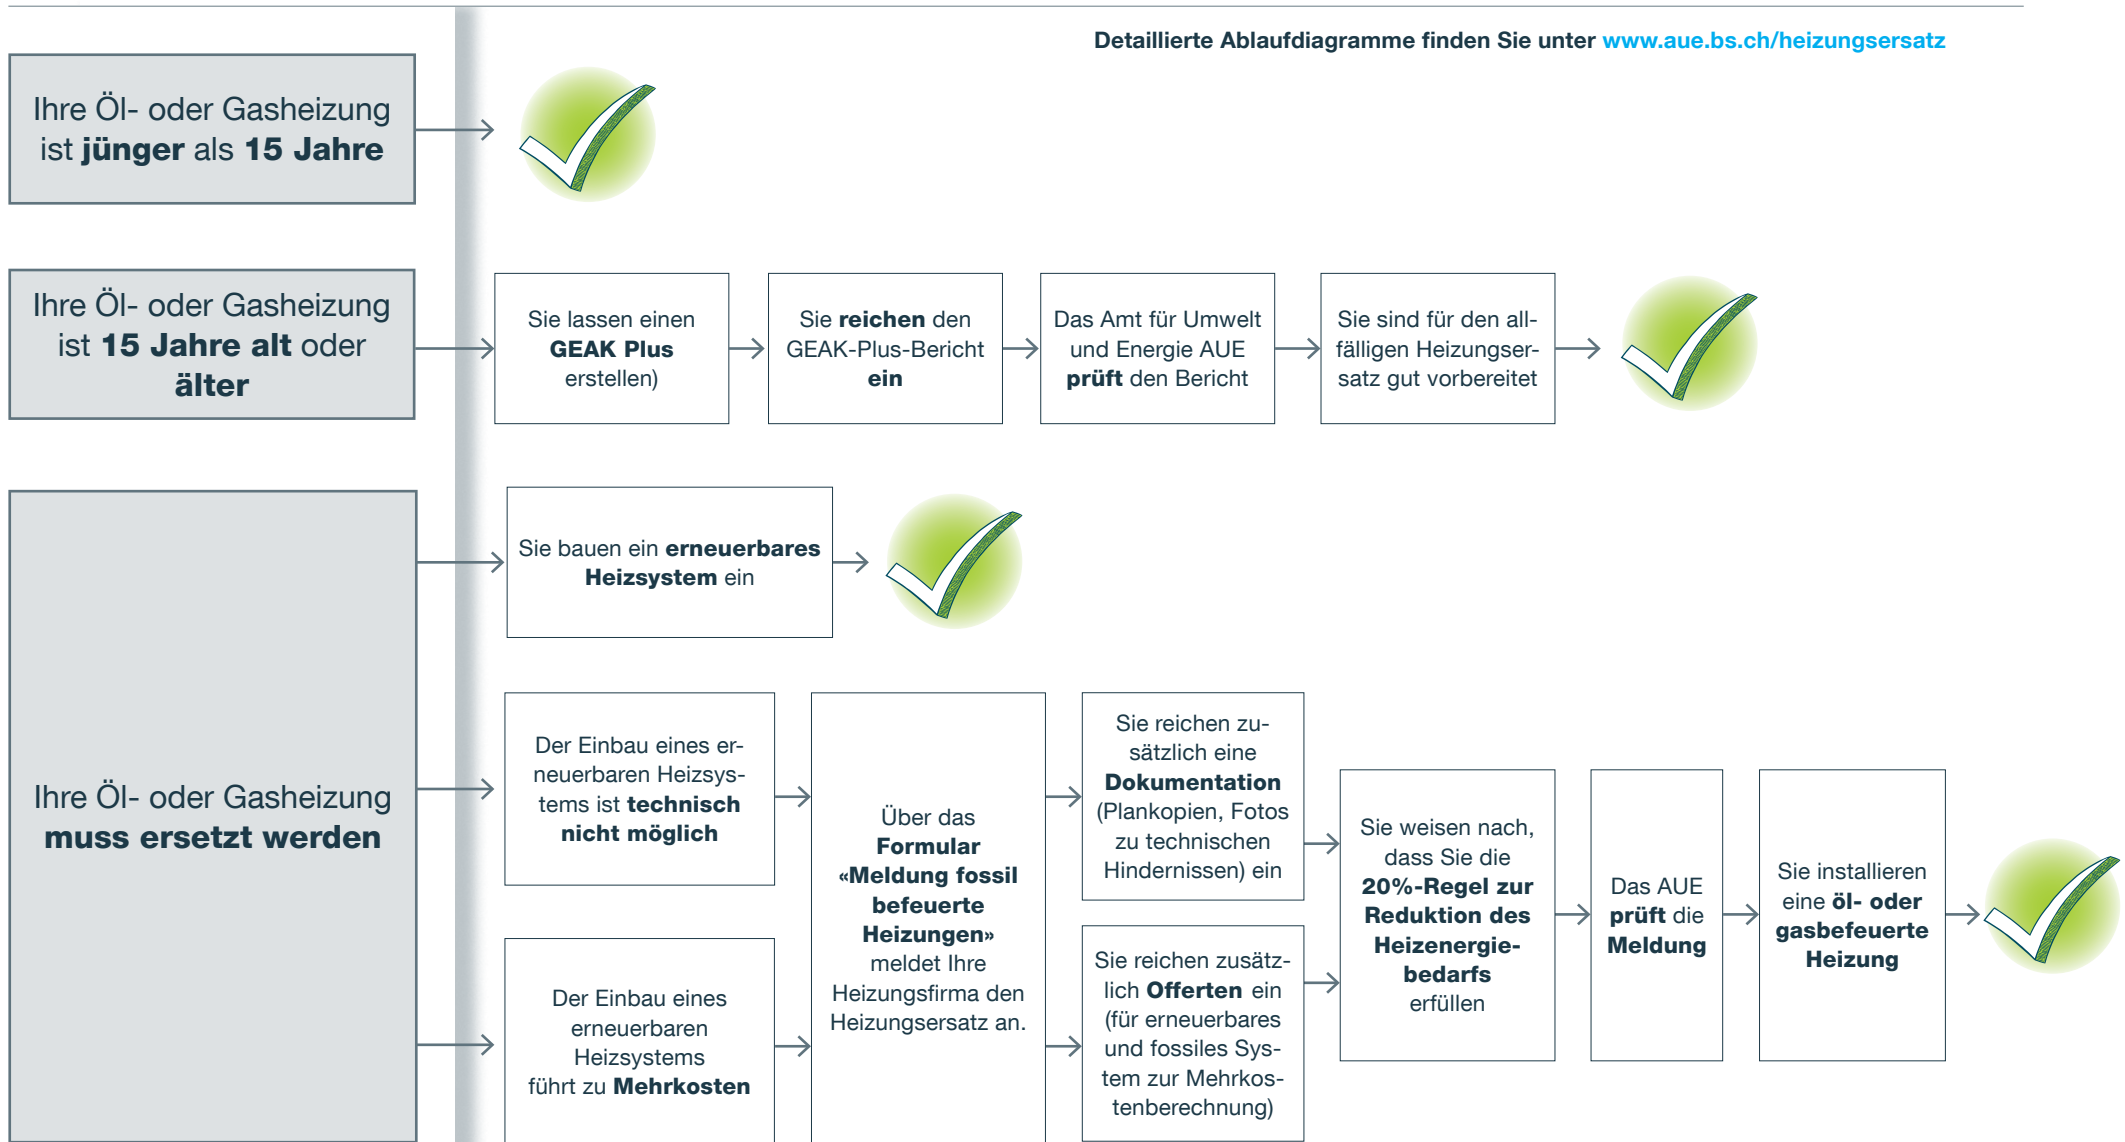 Detaillierte Ablaufdiagramme finden Sie unter www.aue.bs.ch/heizungsersatz
Ihre Öl- oder Gasheizung
ist jünger als 15 Jahre
Ihre Öl- oder Gasheizung
ist 15 Jahre alt oder
älter
Sie lassen einen
GEAK Plus
erstellen)
Sie reichen den
GEAK-Plus-Bericht
ein
Das Amt für Umwelt
und Energie AUE
prüft den Bericht
Sie sind für den all-
fälligen Heizungser-
satz gut vorbereitet
Ihre Öl- oder Gasheizung
muss ersetzt werden
Sie bauen ein erneuerbares
Heizsystem ein
Der Einbau eines er-
neuerbaren Heizsys-
tems ist technisch
nicht möglich
Der Einbau eines
erneuerbaren
Heizsystems
führt zu Mehrkosten
Über das
Formular
«Meldung fossil
befeuerte
Heizungen»
meldet Ihre
Heizungsfirma den
Heizungsersatz an.
Sie reichen zu-
sätzlich eine
Dokumentation
(Plankopien, Fotos
zu technischen
Hindernissen) ein
Sie reichen zusätz-
lich Offerten ein
(für erneuerbares
und fossiles Sys-
tem zur Mehrkos-
tenberechnung)
Sie weisen nach,
dass Sie die
20%-Regel zur
Reduktion des
Heizenergie-
bedarfs
erfüllen
Das AUE
prüft die
Meldung
Sie installieren
eine öl- oder
gasbefeuerte
Heizung